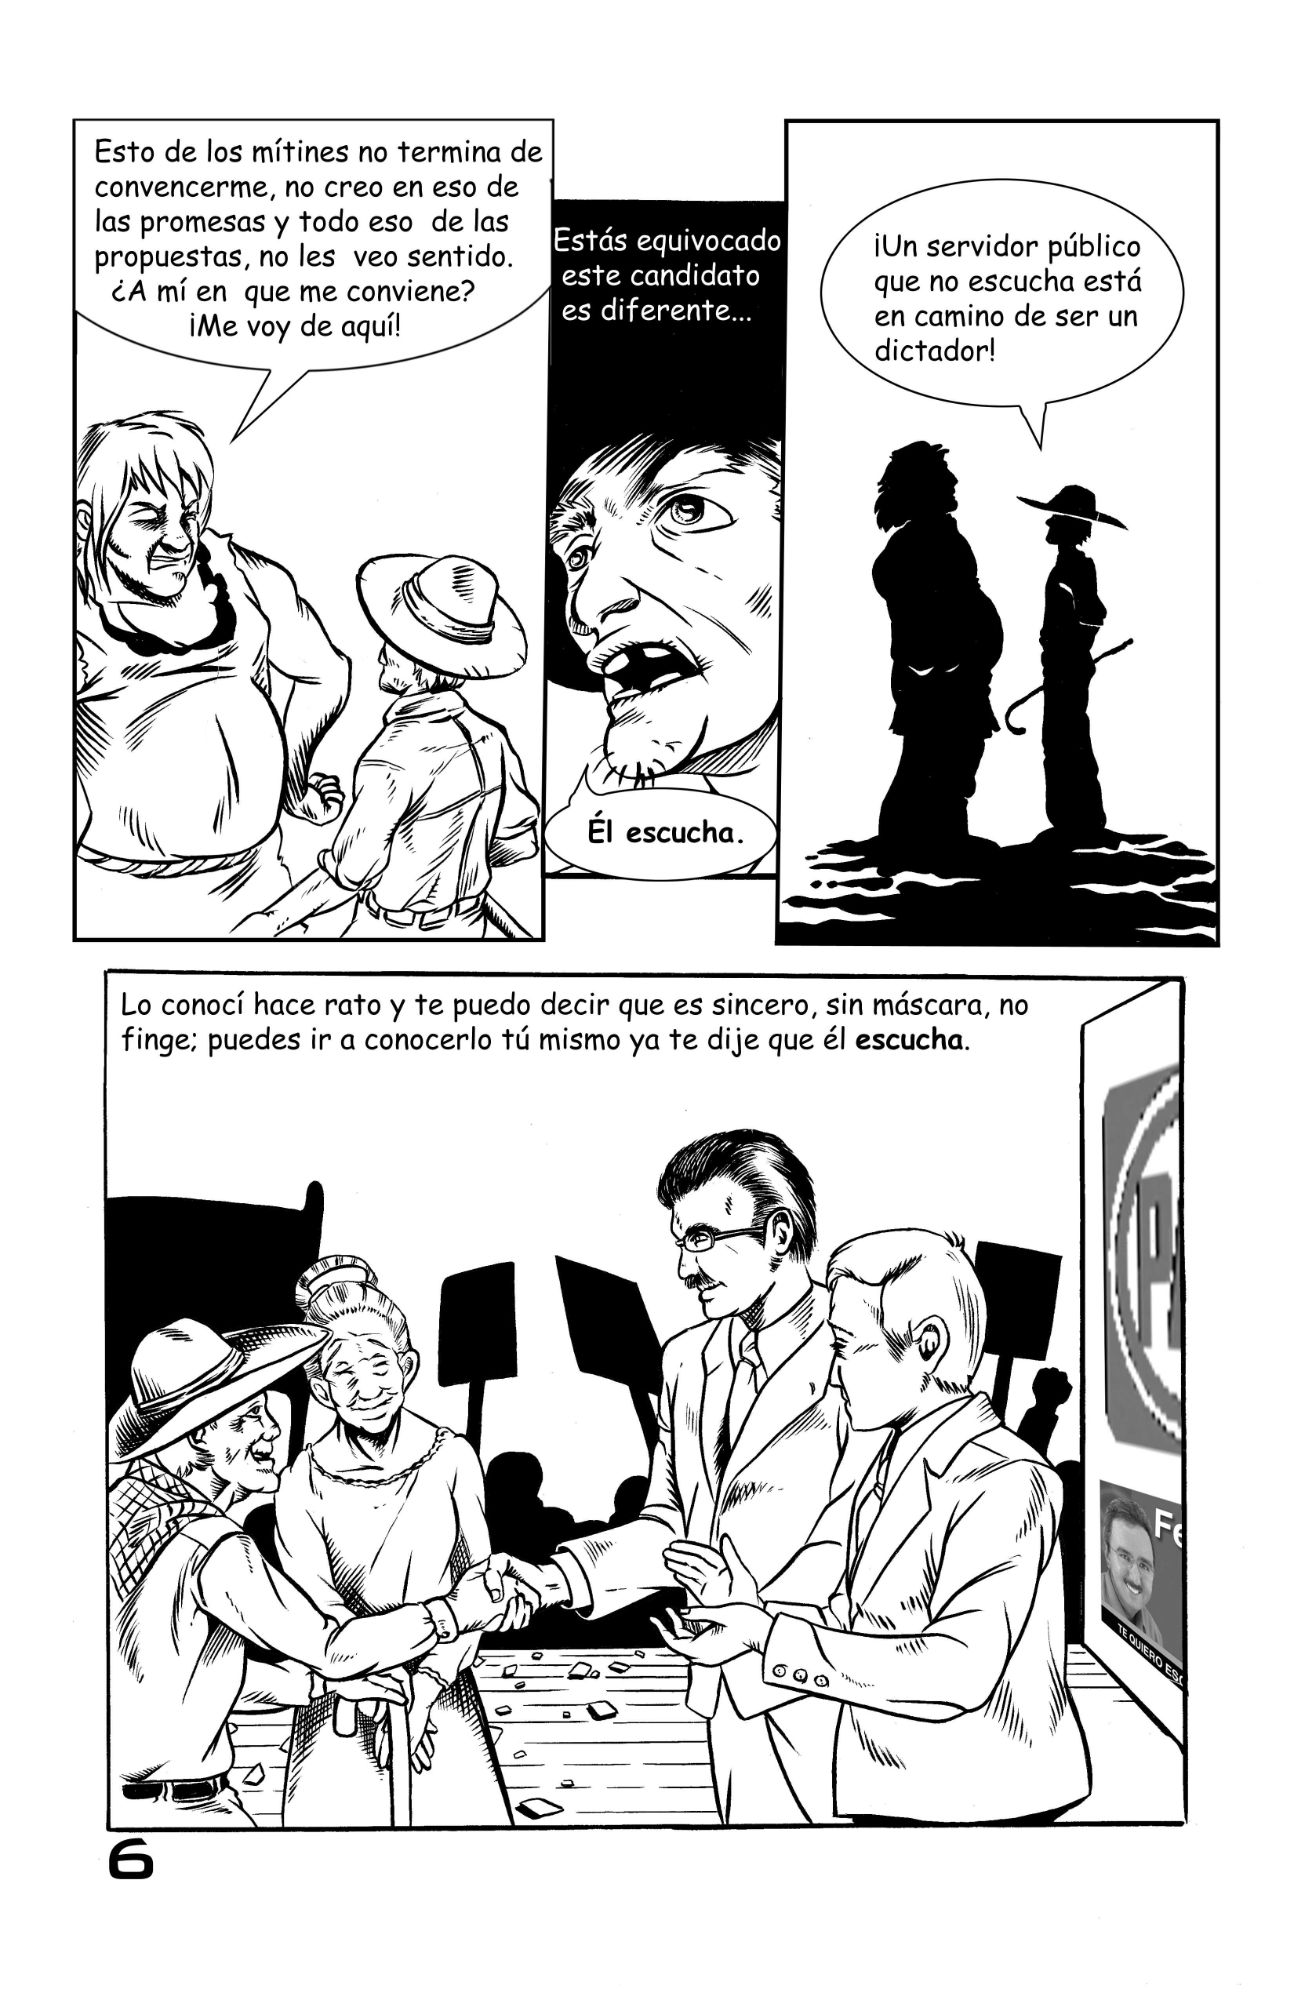 Esto de los mítines no termina de
convencerme, no creo en eso de
las promesas y todo eso de las
propuestas, no les veo sentido.
¿A mí en que me conviene?
¡Me voy de aquí!
Estás equivocado
este candidato
es diferente...
Él escucha.
¡Un servidor público
que no escucha está
en camino de ser un
dictador!
Lo conocí hace rato y te puedo decir que es sincero, sin máscara, no
finge; puedes ir a conocerlo tú mismo ya te dije que él escucha.
Fe
TE QUIERO ESC
6